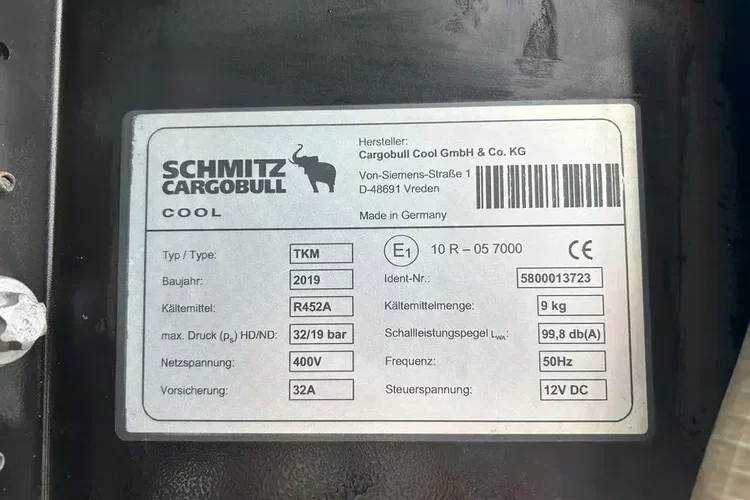 SCHMITZ
CARGOBULL
COOL
Hersteller:
Cargobull Cool GmbH & Co. KG
Von-Siemens-Straße 1
D-48691 Vreden
Made in Germany
Typ / Type: TKM
E1 10 R – 05 7000 CE
Baujahr: 2019
Ident-Nr.: 5800013723
Kältemittel: R452A
Kältemittelmenge: 9 kg
max. Druck (ps) HD/ND: 32/19 bar
Schallleistungspegel LWA: 99,8 db(A)
Netzspannung: 400V
Frequenz: 50Hz
Vorsicherung: 32A
Steuerspannung: 12V DC